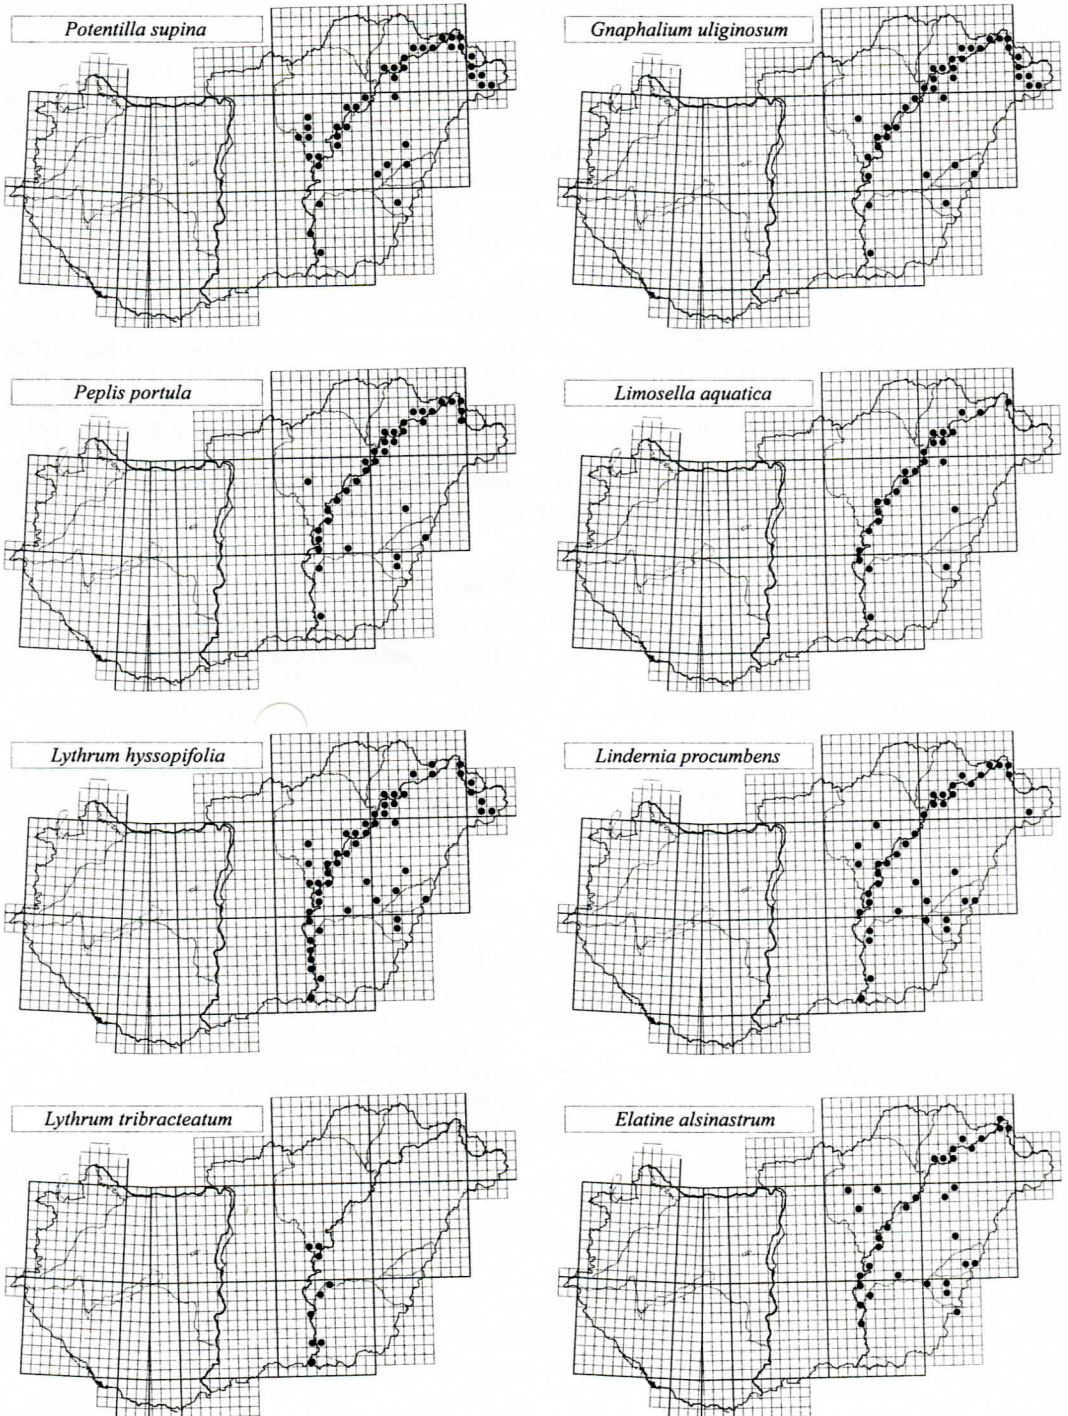 Potentilla supina
Gnaphalium uliginosum
Peplis portula
Limosella aquatica
Lythrum hyssopifolia
Lindernia procumbens
Lythrum tribracteatum
Elatine alsinastrum